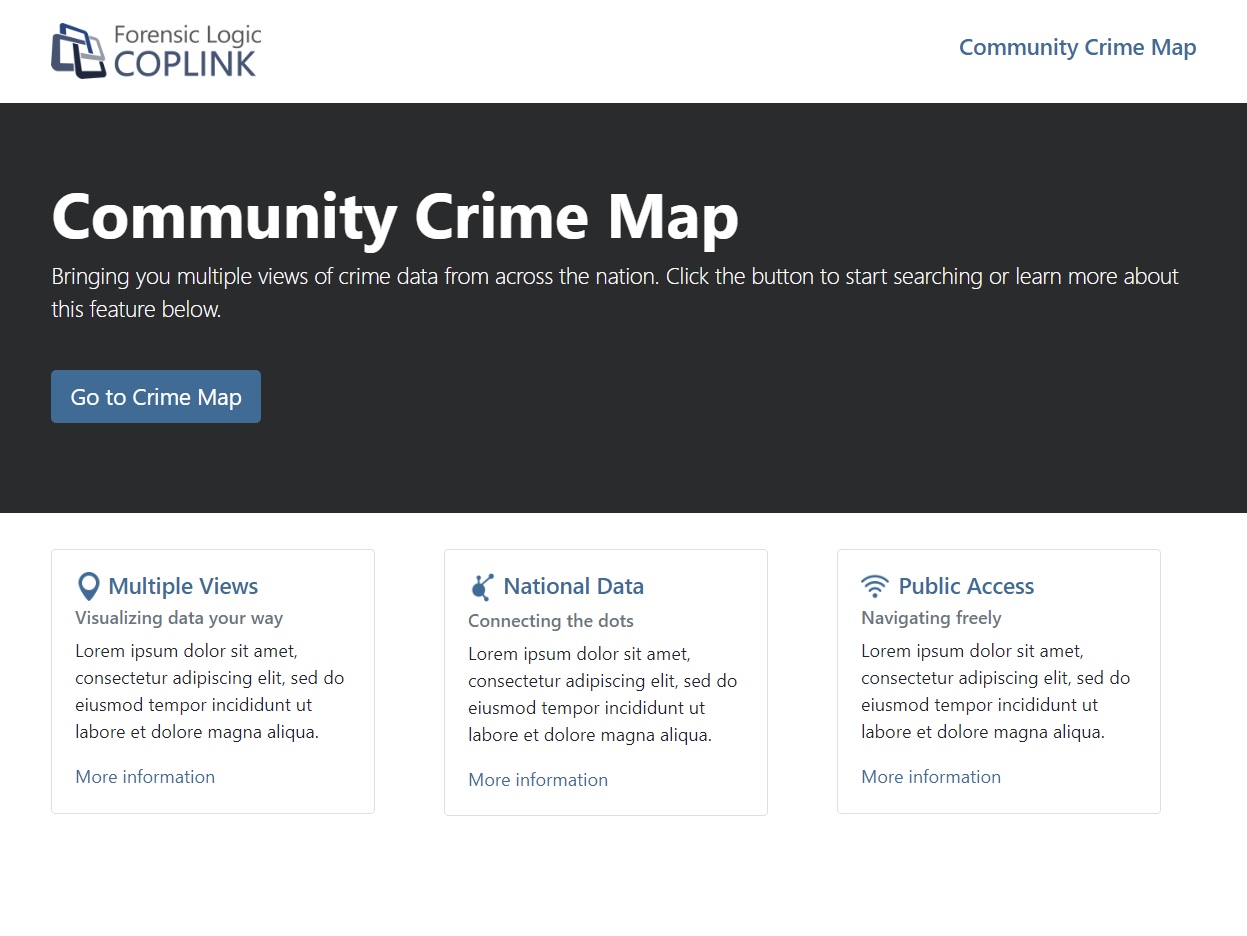 Forensic Logic
COPLINK
Community Crime Map
Community Crime Map
Bringing you multiple views of crime data from across the nation. Click the button to start searching or learn more about
this feature below.
Go to Crime Map
Multiple Views
Visualizing data your way
Lorem ipsum dolor sit amet,
consectetur adipiscing elit, sed do
eiusmod tempor incididunt ut
labore et dolore magna aliqua.
More information
National Data
Connecting the dots
Lorem ipsum dolor sit amet,
consectetur adipiscing elit, sed do
eiusmod tempor incididunt ut
labore et dolore magna aliqua.
More information
Public Access
Navigating freely
Lorem ipsum dolor sit amet,
consectetur adipiscing elit, sed do
eiusmod tempor incididunt ut
labore et dolore magna aliqua.
More information